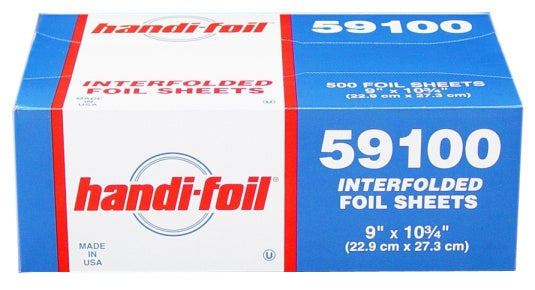 handi-foil
59100
INTERFOLDED
FOIL SHEETS
MADE
IN
USA
U
500 FOIL SHEETS
9" x 10¾"
(22.9 cm x 27.3 cm)
handi-foil®
MADE
IN
USA
U
59100
INTERFOLDED
FOIL SHEETS
9" x 10¾"
(22.9 cm x 27.3 cm)